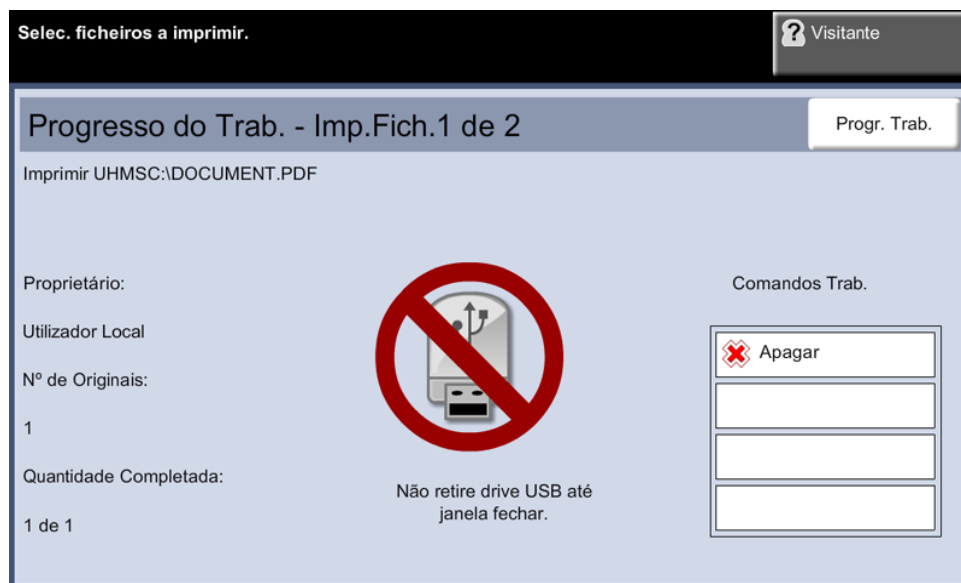 Selec. ficheiros a imprimir.
Visitante
Progresso do Trab. - Imp.Fich.1 de 2
Progr. Trab.
Imprimir UHMSC:\DOCUMENT.PDF
Proprietário:
Utilizador Local
Nº de Originais:
1
Quantidade Completada:
1 de 1
Não retire drive USB até
janela fechar.
Comandos Trab.
Apagar